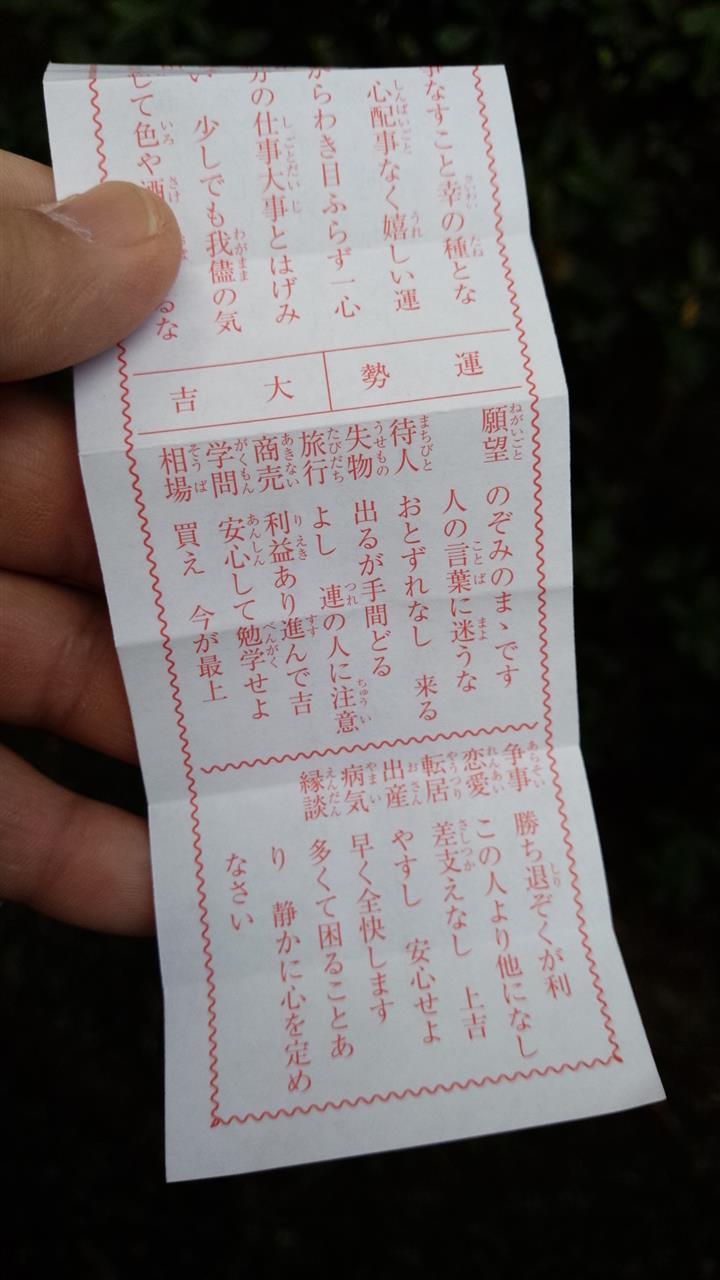 なすこと幸の種とな
心配事なく嬉しい運
からわき目ふらず一心
の仕事大事とはげみ
少しでも我儘の気
して色や酒
るな
運勢 大吉
願望 のぞみのまゝです
人の言葉に迷うな
待人 おとずれなし 来る
失物 出るが手間どる
旅行 よし 連の人に注意
商売 利益あり進んで吉
学問 安心して勉学せよ
相場 買え 今が最上
争事 勝ち退ぞくが利
恋愛 この人より他になし
転居 差支えなし 上吉
出産 やすし 安心せよ
病気 早く全快します
縁談 多くて困ることあ
り 静かに心を定め
なさい